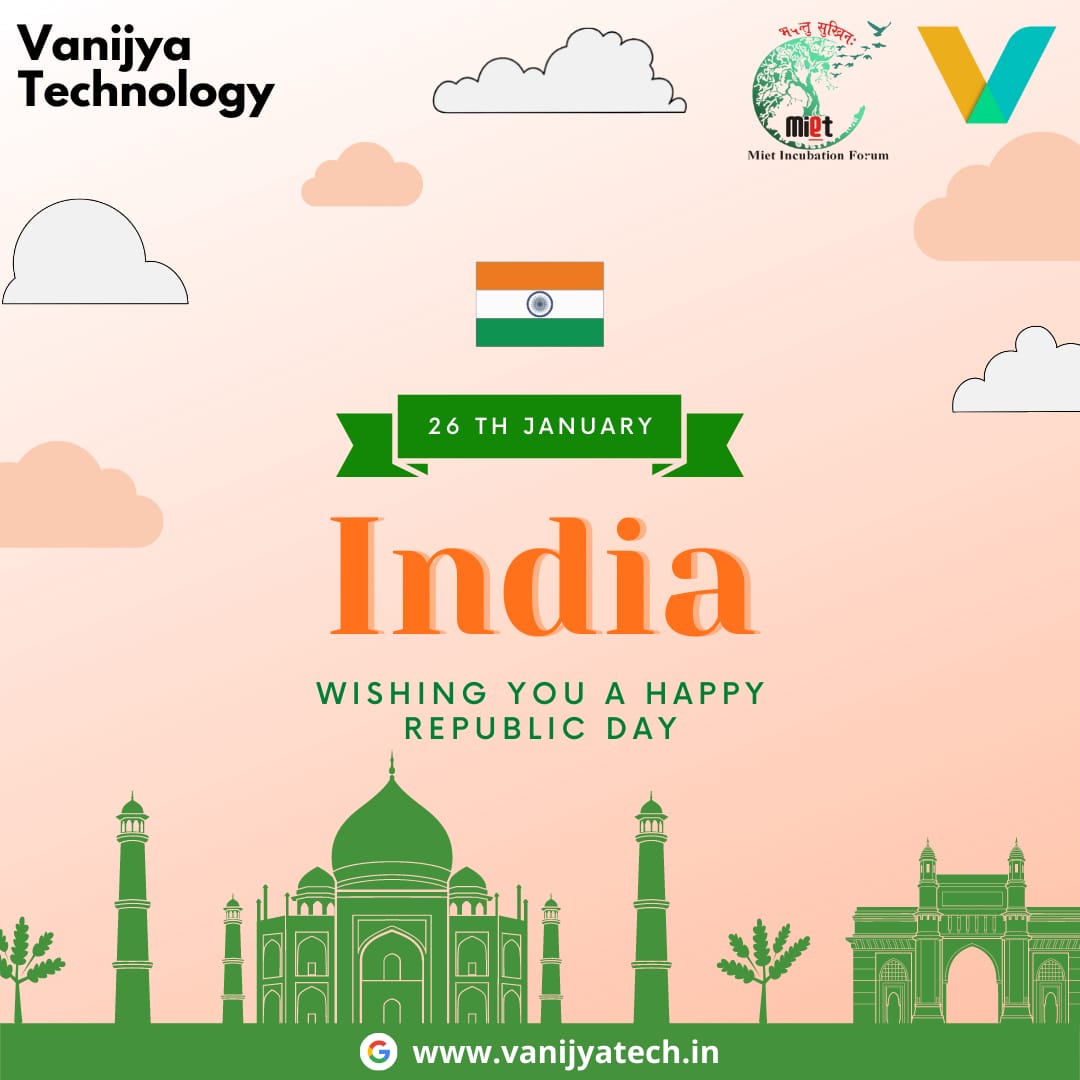 Vanijya
Technology
भवन्तु सुखिनः
Miet
Miet Incubation Forum
26 TH JANUARY
India
WISHING YOU A HAPPY
REPUBLIC DAY
www.vanijyatech.in